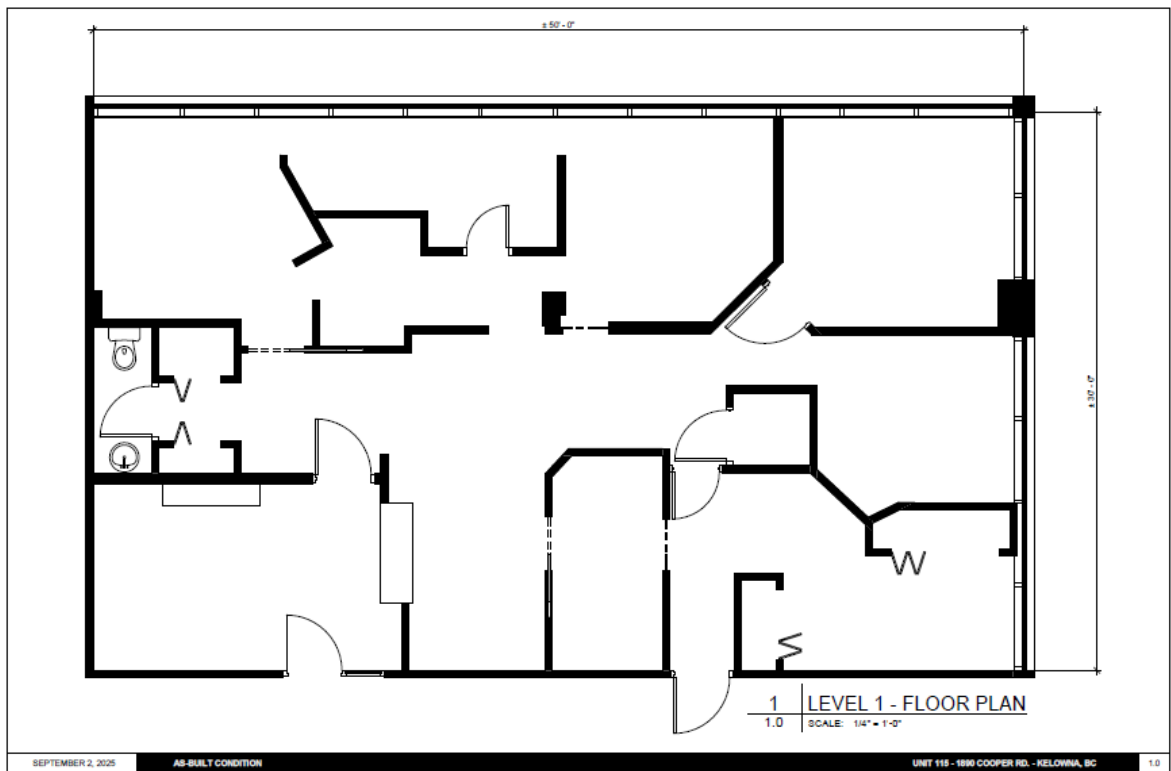 ± 50' - 0"
± 30' - 0"
1 LEVEL 1 - FLOOR PLAN
1.0 SCALE: 1/4" = 1'-0"
SEPTEMBER 2, 2025 AS-BUILT CONDITION UNIT 115 - 1890 COOPER RD. - KELOWNA, BC 1.0